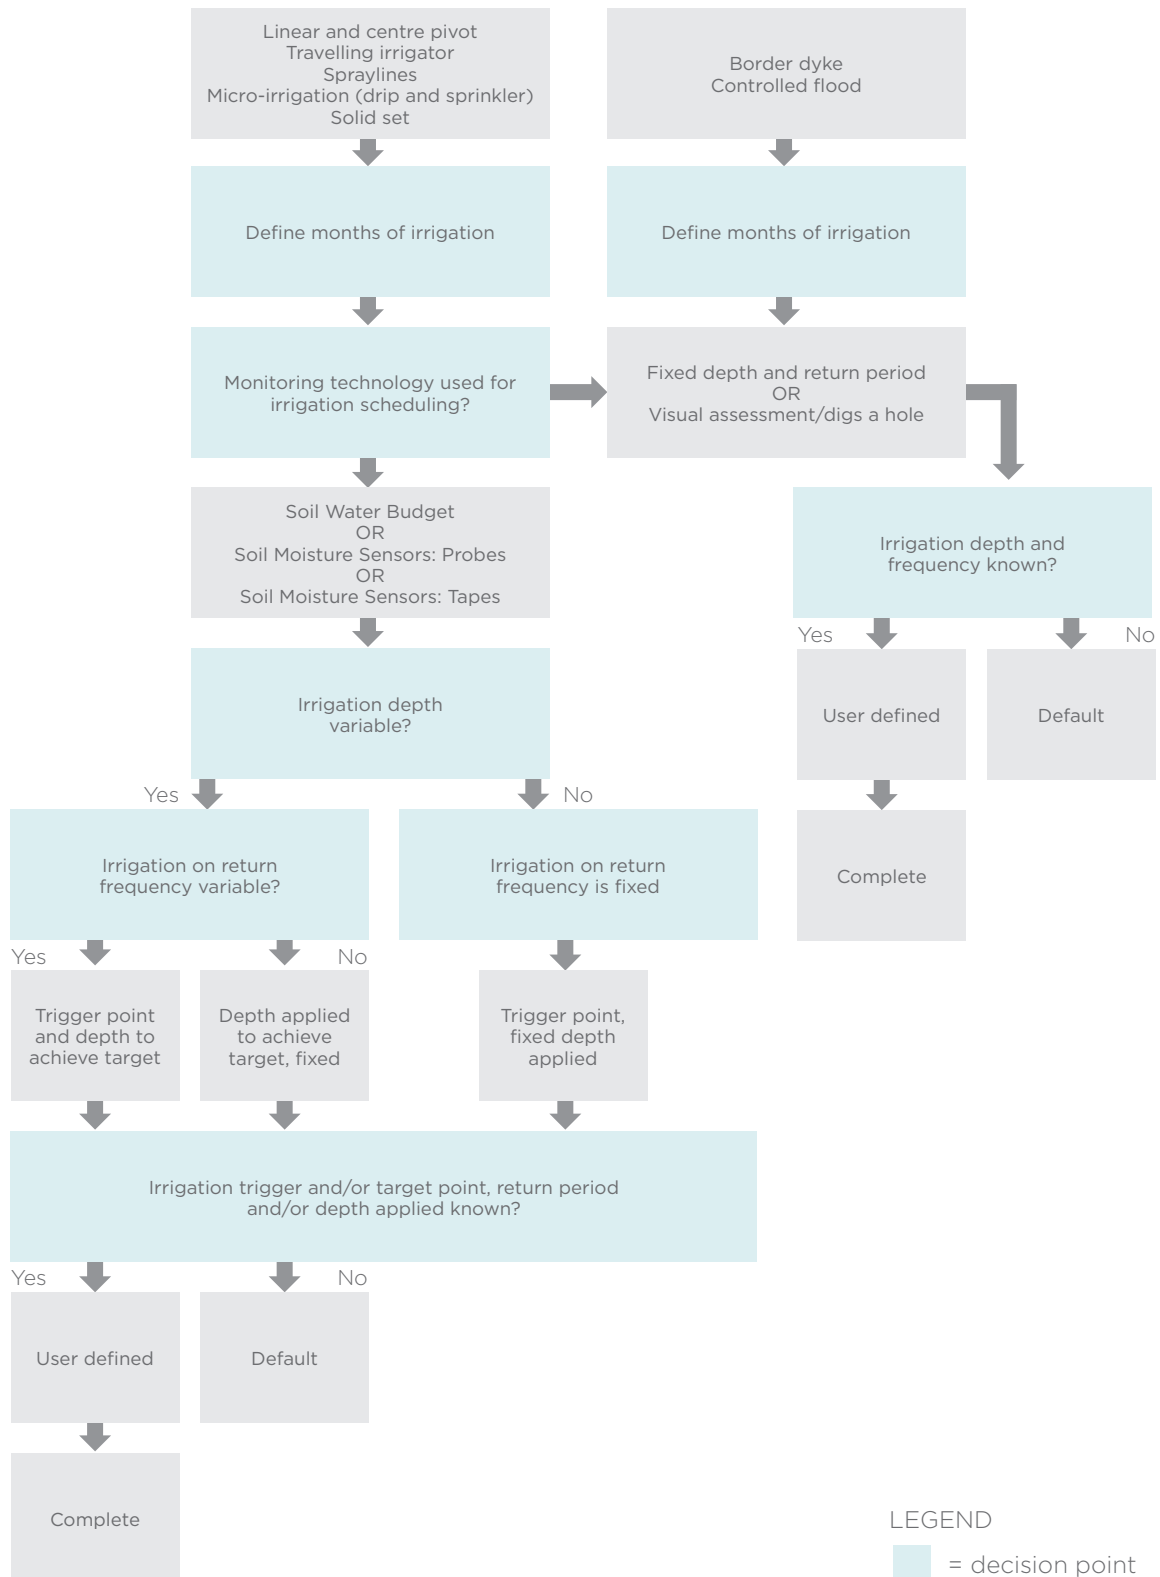 Linear and centre pivot
Travelling irrigator
Spraylines
Micro-irrigation (drip and sprinkler)
Solid set
Border dyke
Controlled flood
Define months of irrigation
Define months of irrigation
Monitoring technology used for
irrigation scheduling?
Fixed depth and return period
OR
Visual assessment/digs a hole
Soil Water Budget
OR
Soil Moisture Sensors: Probes
OR
Soil Moisture Sensors: Tapes
Irrigation depth and
frequency known?
Yes
No
User defined
Default
Complete
Irrigation depth
variable?
Yes
No
Irrigation on return
frequency variable?
Irrigation on return
frequency is fixed
Yes
No
Trigger point
and depth to
achieve target
Depth applied
to achieve
target, fixed
Trigger point,
fixed depth
applied
Irrigation trigger and/or target point, return period
and/or depth applied known?
Yes
No
User defined
Default
Complete
LEGEND
= decision point